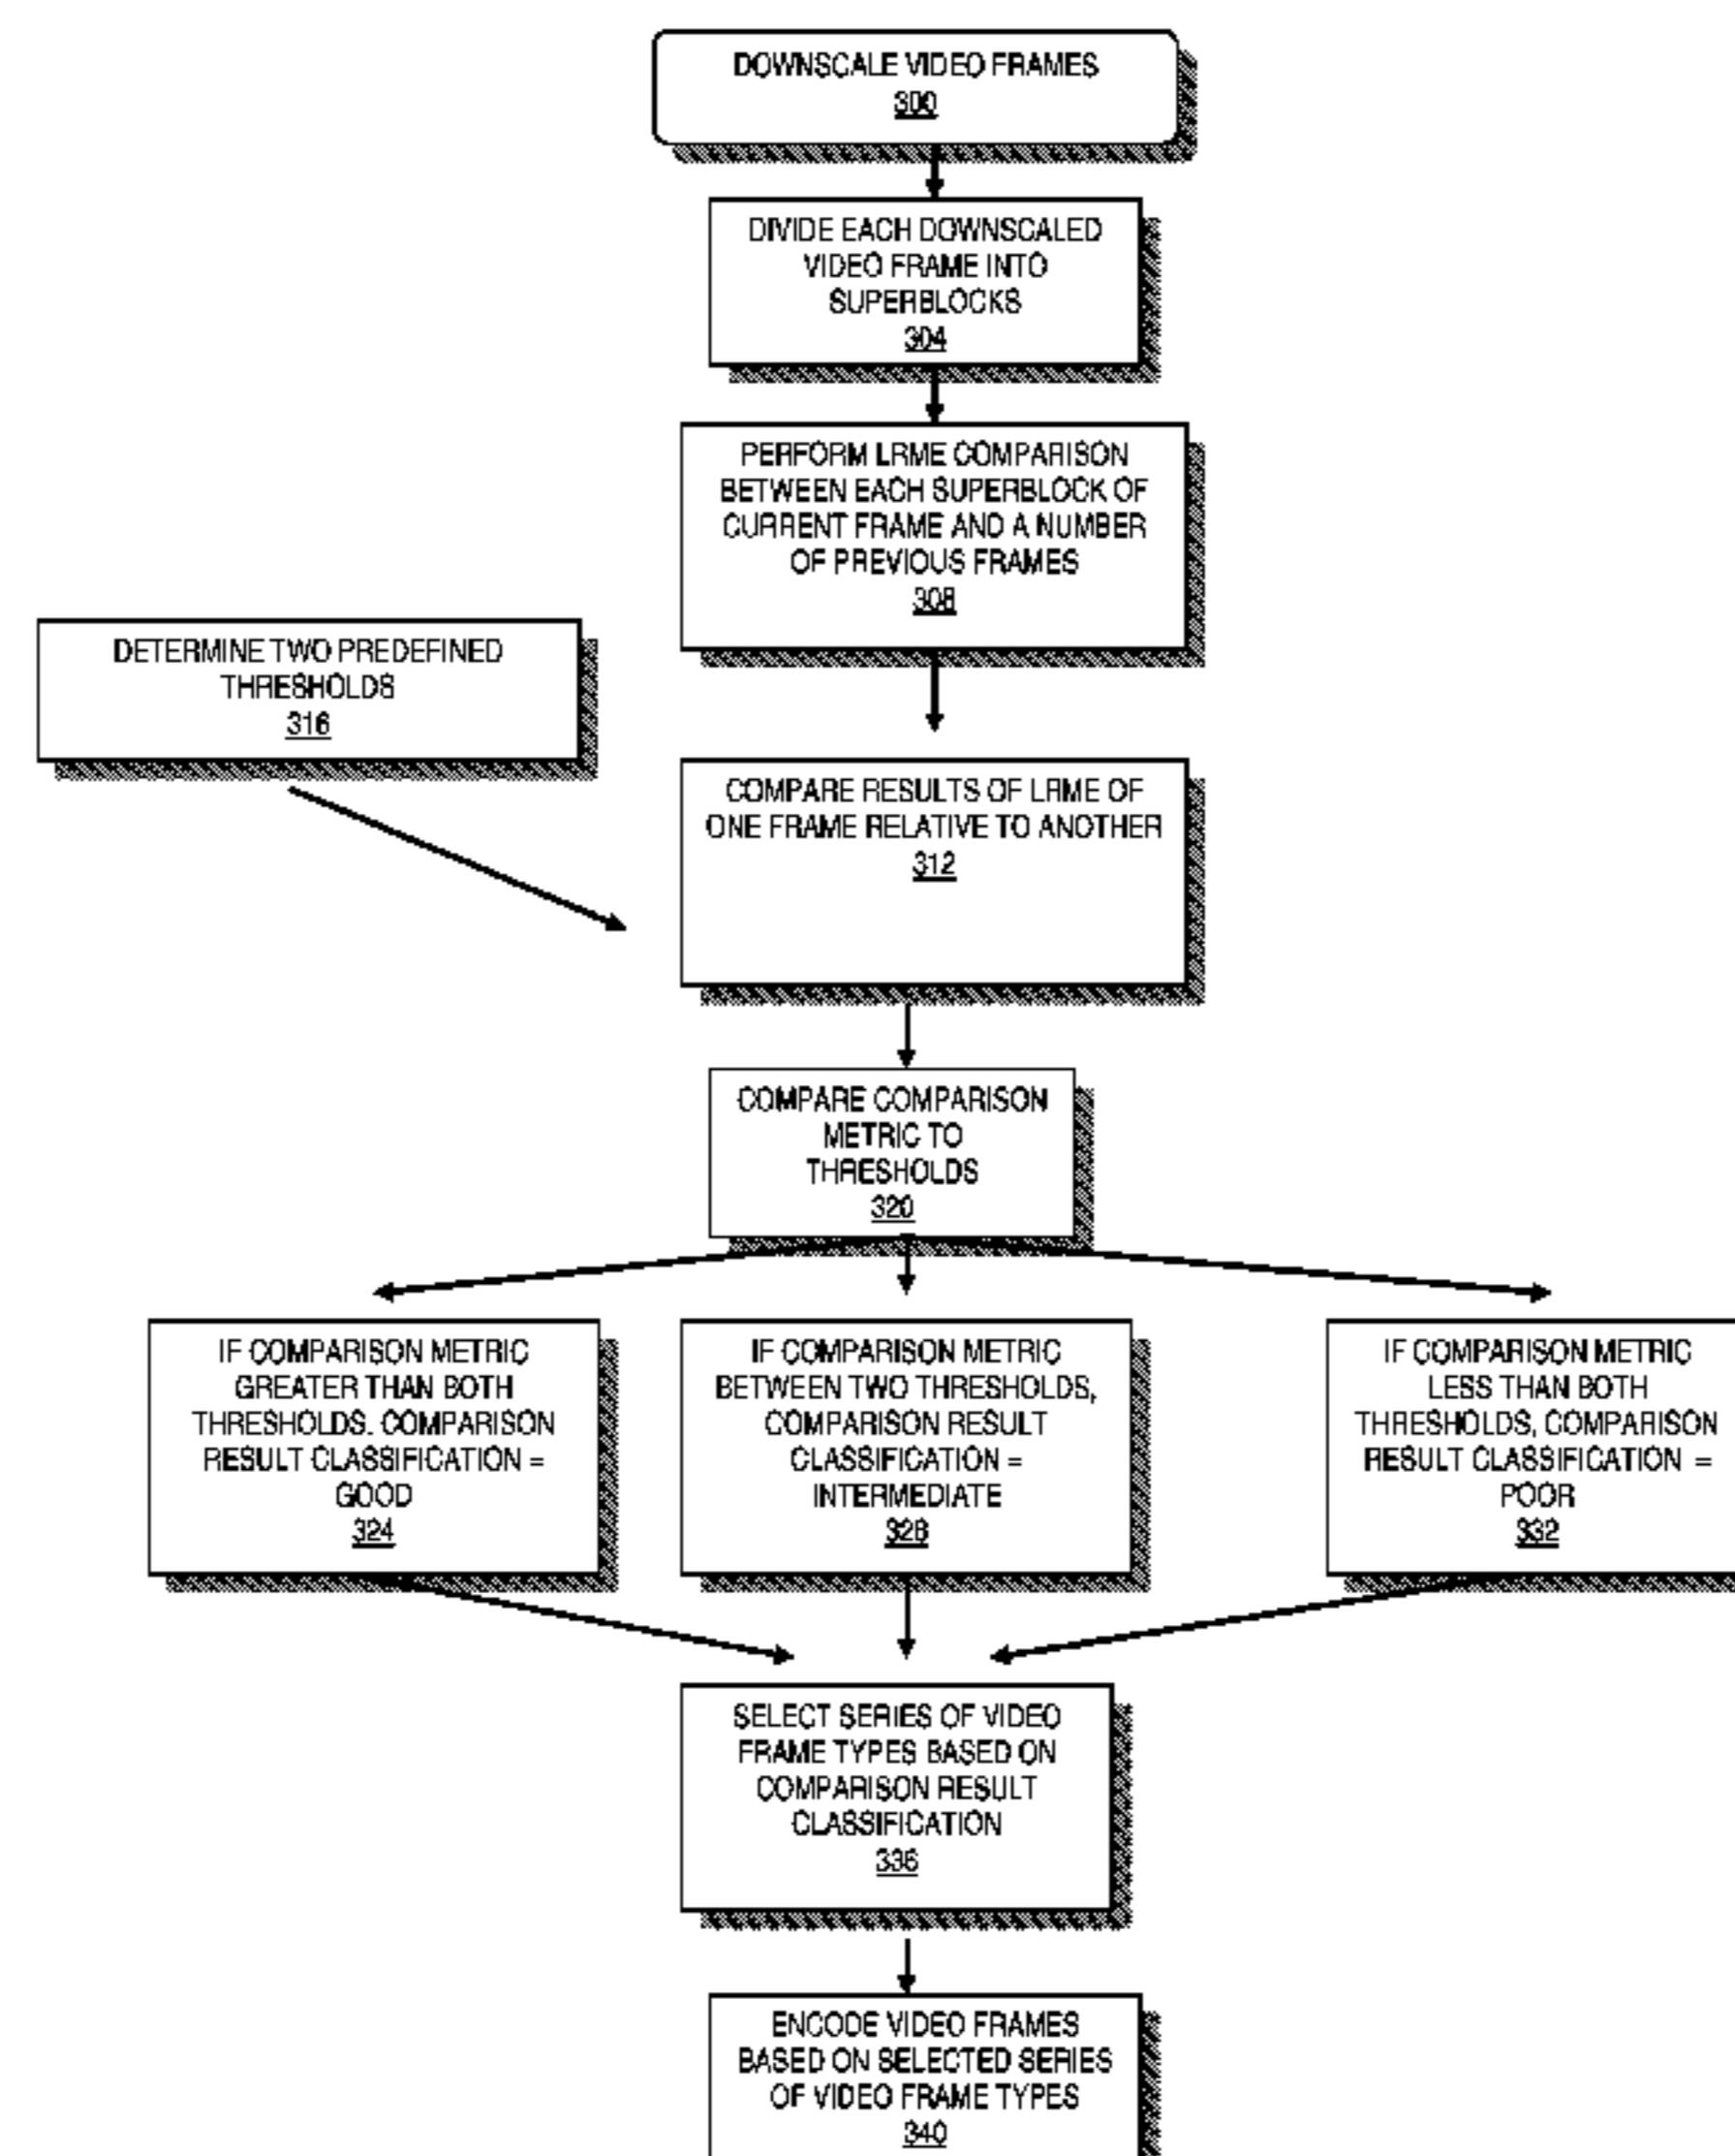 DOWNSCALE VIDEO FRAMES
300
DIVIDE EACH DOWNSCALED
VIDEO FRAME INTO
SUPERBLOCKS
304
PERFORM LRME COMPARISON
BETWEEN EACH SUPERBLOCK OF
CURRENT FRAME AND A NUMBER
OF PREVIOUS FRAMES
308
DETERMINE TWO PREDEFINED
THRESHOLDS
316
COMPARE RESULTS OF LRME OF
ONE FRAME RELATIVE TO ANOTHER
312
COMPARE COMPARISON
METRIC TO
THRESHOLDS
320
IF COMPARISON METRIC
GREATER THAN BOTH
THRESHOLDS. COMPARISON
RESULT CLASSIFICATION =
GOOD
324
IF COMPARISON METRIC
BETWEEN TWO THRESHOLDS,
COMPARISON RESULT
CLASSIFICATION =
INTERMEDIATE
328
IF COMPARISON METRIC
LESS THAN BOTH
THRESHOLDS, COMPARISON
RESULT CLASSIFICATION =
POOR
332
SELECT SERIES OF VIDEO
FRAME TYPES BASED ON
COMPARISON RESULT
CLASSIFICATION
336
ENCODE VIDEO FRAMES
BASED ON SELECTED SERIES
OF VIDEO FRAME TYPES
340